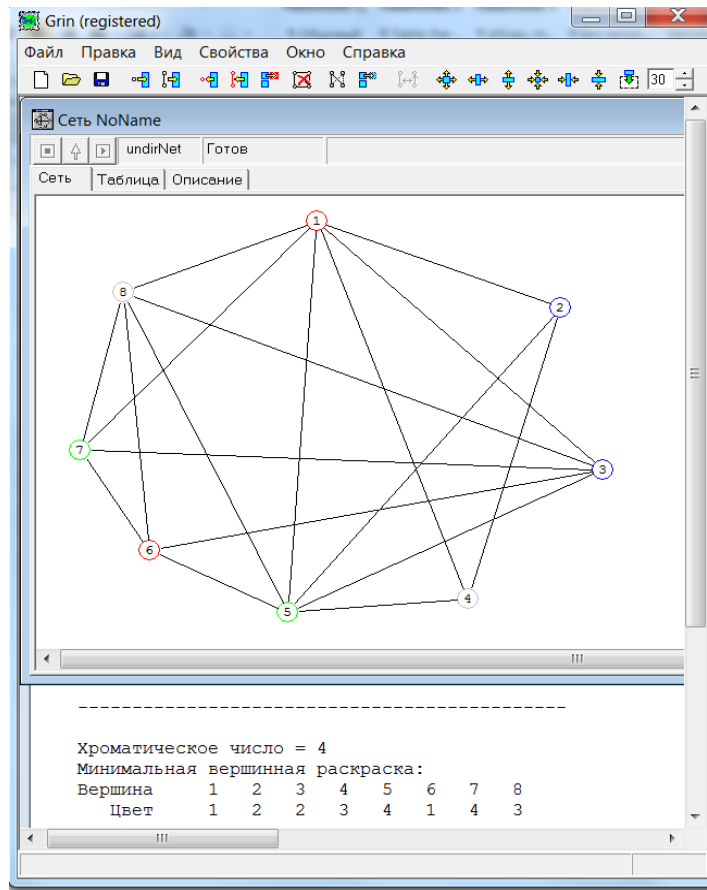 Grin (registered)
Файл Правка Вид Свойства Окно Справка
30
Сеть NoName
undirNet Готов
Сеть Таблица Описание
1
8
2
7
3
6
5
4
----------------------------------------------
Хроматическое число = 4
Минимальная вершинная раскраска:
Вершина 1 2 3 4 5 6 7 8
Цвет 1 2 2 3 4 1 4 3